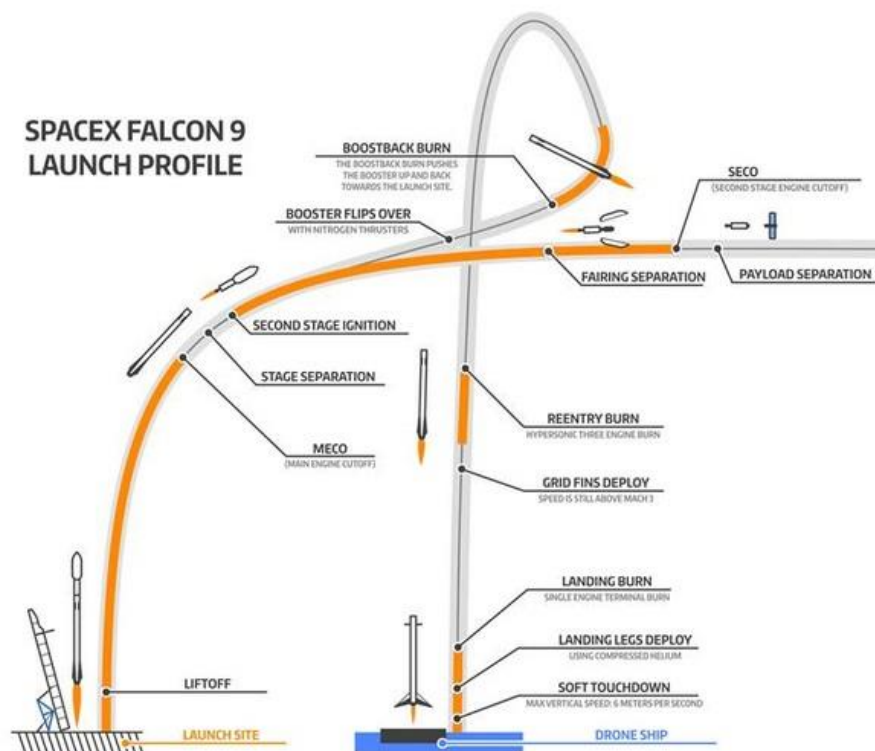 SPACEX FALCON 9
LAUNCH PROFILE
BOOSTBACK BURN
THE BOOSTBACK BURN PUSHES
THE BOOSTER UP AND BACK
TOWARDS THE LAUNCH SITE.
SECO
(SECOND STAGE ENGINE CUTOFF)
BOOSTER FLIPS OVER
WITH NITROGEN THRUSTERS
FAIRING SEPARATION
PAYLOAD SEPARATION
SECOND STAGE IGNITION
STAGE SEPARATION
MECO
(MAIN ENGINE CUTOFF)
REENTRY BURN
HYPERSONIC THREE ENGINE BURN
GRID FINS DEPLOY
SPEED IS STILL ABOVE MACH 3
LANDING BURN
SINGLE ENGINE TERMINAL BURN
LANDING LEGS DEPLOY
USING COMPRESSED HELIUM
LIFTOFF
SOFT TOUCHDOWN
MAX VERTICAL SPEED: 6 METERS PER SECOND
LAUNCH SITE
DRONE SHIP